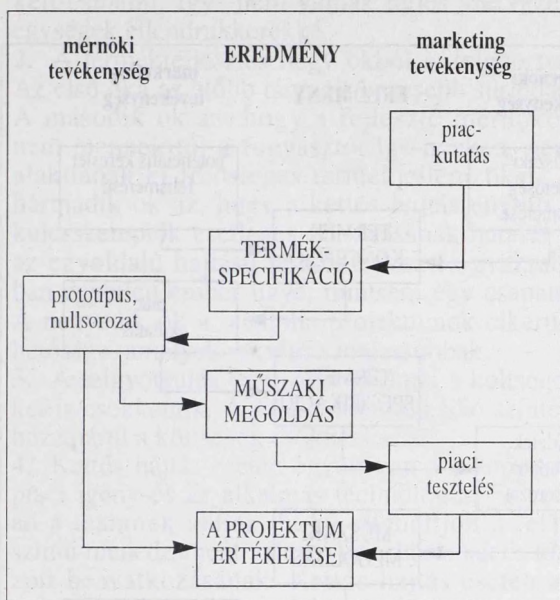 mérnöki
tevékenység
EREDMÉNY
marketing
tevékenység
piac-
kutatás
TERMÉK-
SPECIFIKÁCIÓ
prototípus,
nullsorozat
MŰSZAKI
MEGOLDÁS
piaci-
tesztelés
A PROJEKTUM
ÉRTÉKELÉSE